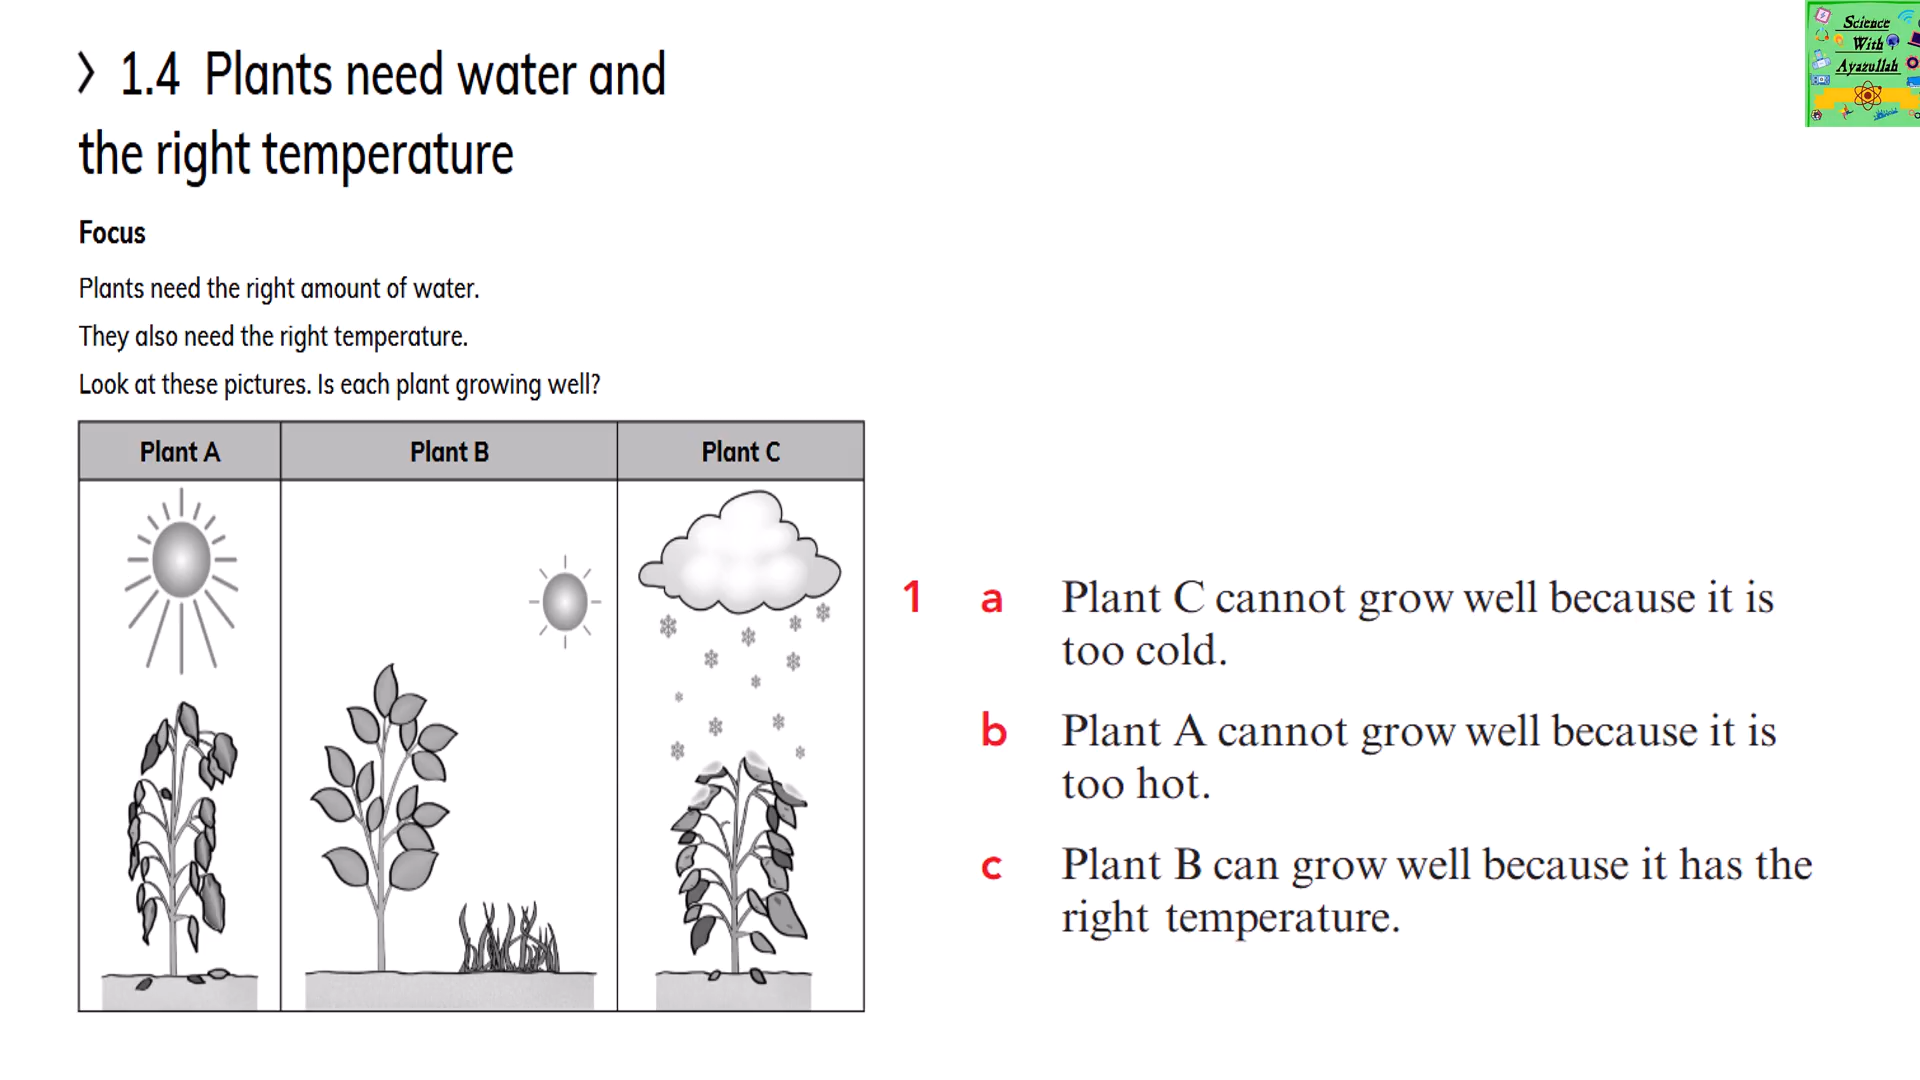 › 1.4 Plants need water and
the right temperature
Focus
Plants need the right amount of water.
They also need the right temperature.
Look at these pictures. Is each plant growing well?
Plant A
Plant B
Plant C
1 a Plant C cannot grow well because it is
too cold.
b Plant A cannot grow well because it is
too hot.
c Plant B can grow well because it has the
right temperature.
Science
With
Ayazullah